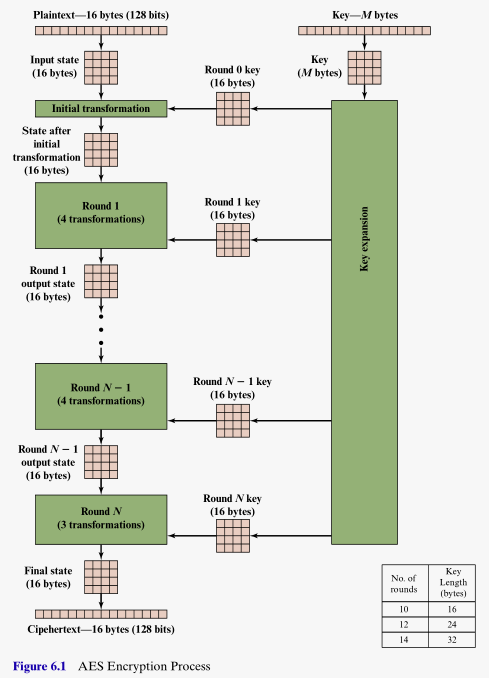 Plaintext—16 bytes (128 bits)
Key—M bytes
Input state
(16 bytes)
Round 0 key
(16 bytes)
Key
(M bytes)
Initial transformation
State after
initial
transformation
(16 bytes)
Round 1
(4 transformations)
Round 1 key
(16 bytes)
Key expansion
Round 1
output state
(16 bytes)
Round N − 1
(4 transformations)
Round N − 1 key
(16 bytes)
Round N − 1
output state
(16 bytes)
Round N
(3 transformations)
Round N key
(16 bytes)
Final state
(16 bytes)
Cipehertext—16 bytes (128 bits)
No. of
rounds
Key
Length
(bytes)
10 16
12 24
14 32
Figure 6.1 AES Encryption Process